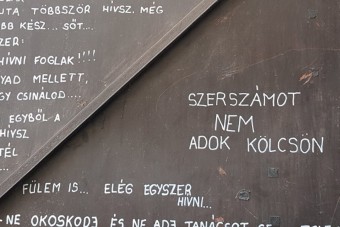 UTA TÖBBSZÖR HÍVSZ. MÉG
BB KÉSZ... SŐT....
ZER:
HÍVNI FOGLAK!!!!
YAD MELLETT,
GY CSINÁLOD....
EGYBŐL A
HÍVSZ
TÉL
...
SZERSZÁMOT
NEM
ADOK KÖLCSÖN
FÜLEM IS... ELÉG EGYSZER
HÍVNI...
- NE OKOSKODJ ÉS NE ADJ TANÁCSOT